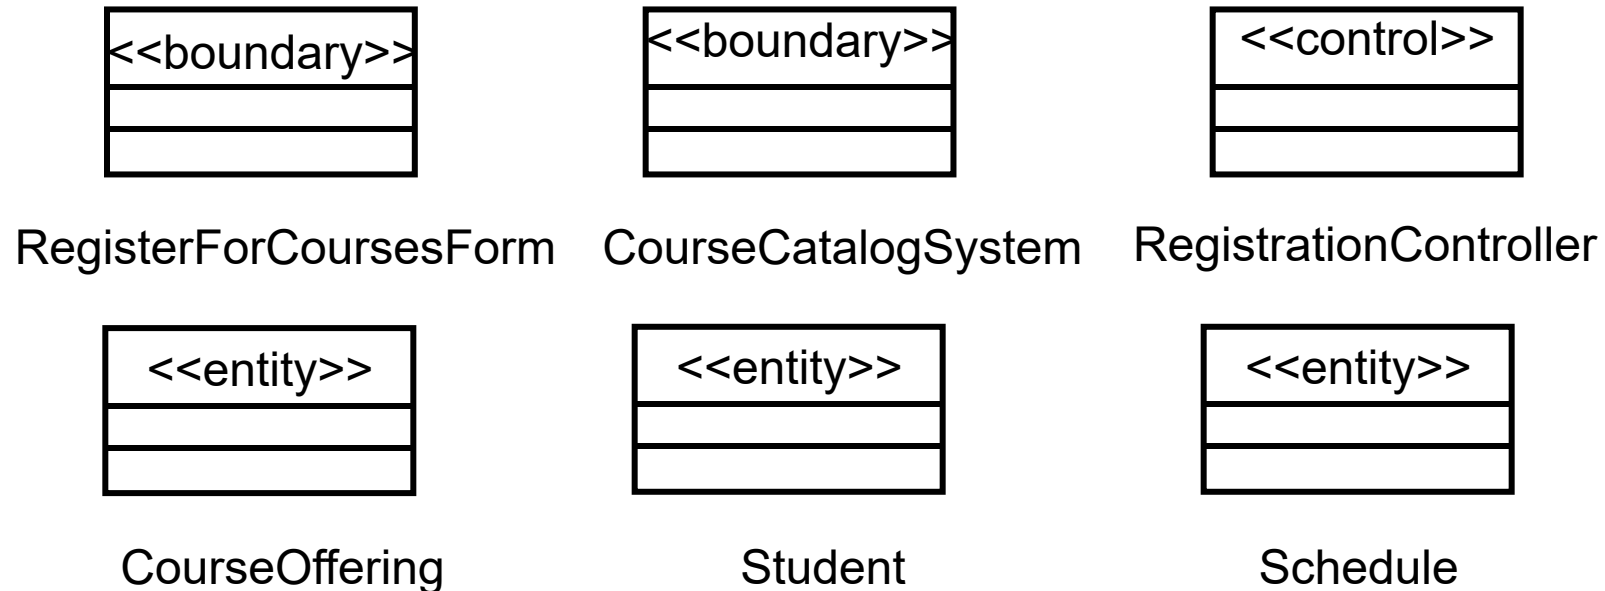 <<boundary>>
<<boundary>>
<<control>>
RegisterForCoursesForm
CourseCatalogSystem
RegistrationController
<<entity>>
<<entity>>
<<entity>>
CourseOffering
Student
Schedule